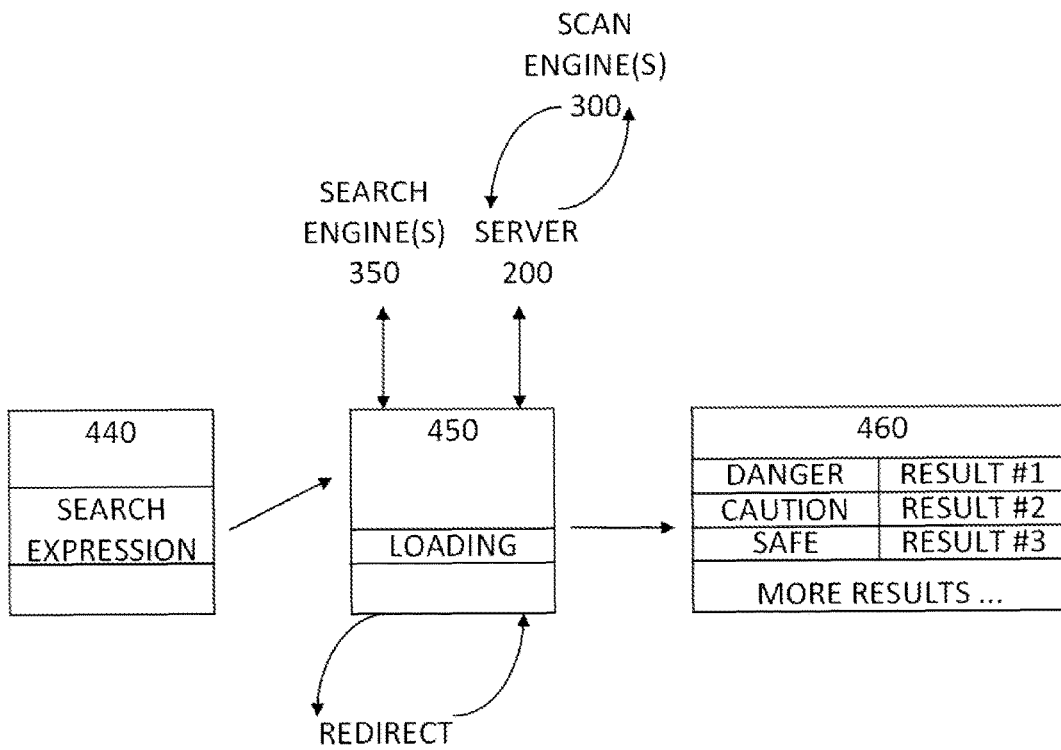 SCAN
ENGINE(S)
300
SEARCH
ENGINE(S)
350
SERVER
200
440
SEARCH
EXPRESSION
450
LOADING
460
DANGER RESULT #1
CAUTION RESULT #2
SAFE RESULT #3
MORE RESULTS ...
REDIRECT